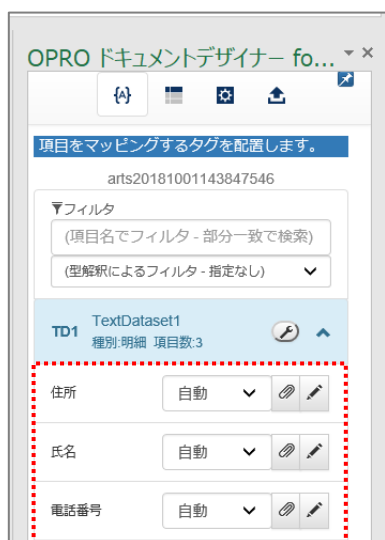 OPRO ドキュメントデザイナー fo...
{A}
項目をマッピングするタグを配置します。
arts20181001143847546
フィルタ
(項目名でフィルタ - 部分一致で検索)
(型解釈によるフィルタ - 指定なし)
TD1 TextDataset1
種別:明細 項目数:3
住所 自動
氏名 自動
電話番号 自動